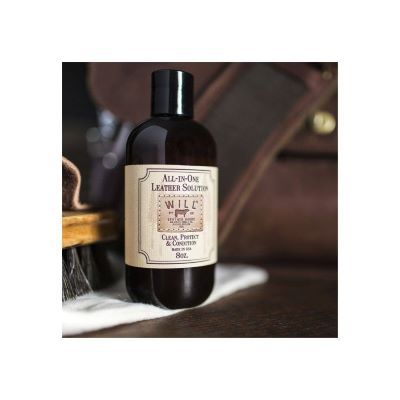 All-in-One
Leather Solution
WILL
Clean, Protect
& Condition
MADE IN USA
8oz.